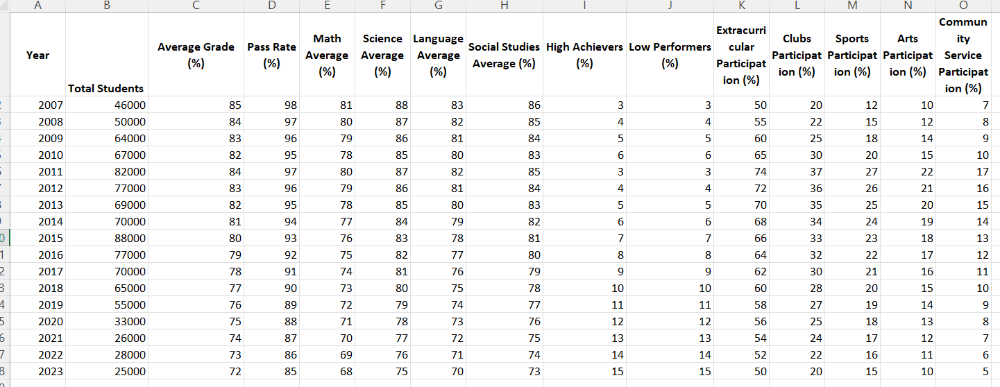 A B C D E F G H I J K L M N O
Year Total Students Average Grade (%) Pass Rate (%) Math Average (%) Science Average (%) Language Average (%) Social Studies Average (%) High Achievers (%) Low Performers (%) Extracurri cular Participat ion (%) Clubs Participat ion (%) Sports Participat ion (%) Arts Participat ion (%) Commun ity Service Participat ion (%)
2007 46000 85 98 81 88 83 86 3 3 50 20 12 10 7
2008 50000 84 97 80 87 82 85 4 4 55 22 15 12 8
2009 64000 83 96 79 86 81 84 5 5 60 25 18 14 9
2010 67000 82 95 78 85 80 83 6 6 65 30 20 15 10
2011 82000 84 97 80 87 82 85 3 3 74 37 27 22 17
2012 77000 83 96 79 86 81 84 4 4 72 36 26 21 16
2013 69000 82 95 78 85 80 83 5 5 70 35 25 20 15
2014 70000 81 94 77 84 79 82 6 6 68 34 24 19 14
2015 88000 80 93 76 83 78 81 7 7 66 33 23 18 13
2016 77000 79 92 75 82 77 80 8 8 64 32 22 17 12
2017 70000 78 91 74 81 76 79 9 9 62 30 21 16 11
2018 65000 77 90 73 80 75 78 10 10 60 28 20 15 10
2019 55000 76 89 72 79 74 77 11 11 58 27 19 14 9
2020 33000 75 88 71 78 73 76 12 12 56 25 18 13 8
2021 26000 74 87 70 77 72 75 13 13 54 24 17 12 7
2022 28000 73 86 69 76 71 74 14 14 52 22 16 11 6
2023 25000 72 85 68 75 70 73 15 15 50 20 15 10 5